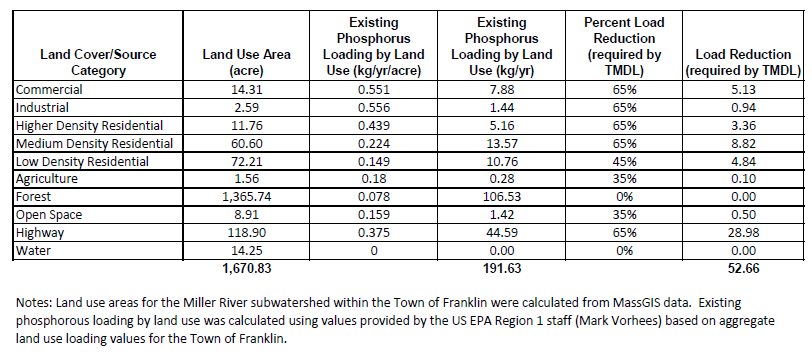 Land Cover/Source Category | Land Use Area (acre) | Existing Phosphorus Loading by Land Use (kg/yr/acre) | Existing Phosphorus Loading by Land Use (kg/yr) | Percent Load Reduction (required by TMDL) | Load Reduction (required by TMDL)
Commercial | 14.31 | 0.551 | 7.88 | 65% | 5.13
Industrial | 2.59 | 0.556 | 1.44 | 65% | 0.94
Higher Density Residential | 11.76 | 0.439 | 5.16 | 65% | 3.36
Medium Density Residential | 60.60 | 0.224 | 13.57 | 65% | 8.82
Low Density Residential | 72.21 | 0.149 | 10.76 | 45% | 4.84
Agriculture | 1.56 | 0.18 | 0.28 | 35% | 0.10
Forest | 1,365.74 | 0.078 | 106.53 | 0% | 0.00
Open Space | 8.91 | 0.159 | 1.42 | 35% | 0.50
Highway | 118.90 | 0.375 | 44.59 | 65% | 28.98
Water | 14.25 | 0 | 0.00 | 0% | 0.00
1,670.83 | 191.63 | 52.66
Notes: Land use areas for the Miller River subwatershed within the Town of Franklin were calculated from MassGIS data. Existing
phosphorous loading by land use was calculated using values provided by the US EPA Region 1 staff (Mark Vorhees) based on aggregate
land use loading values for the Town of Franklin.